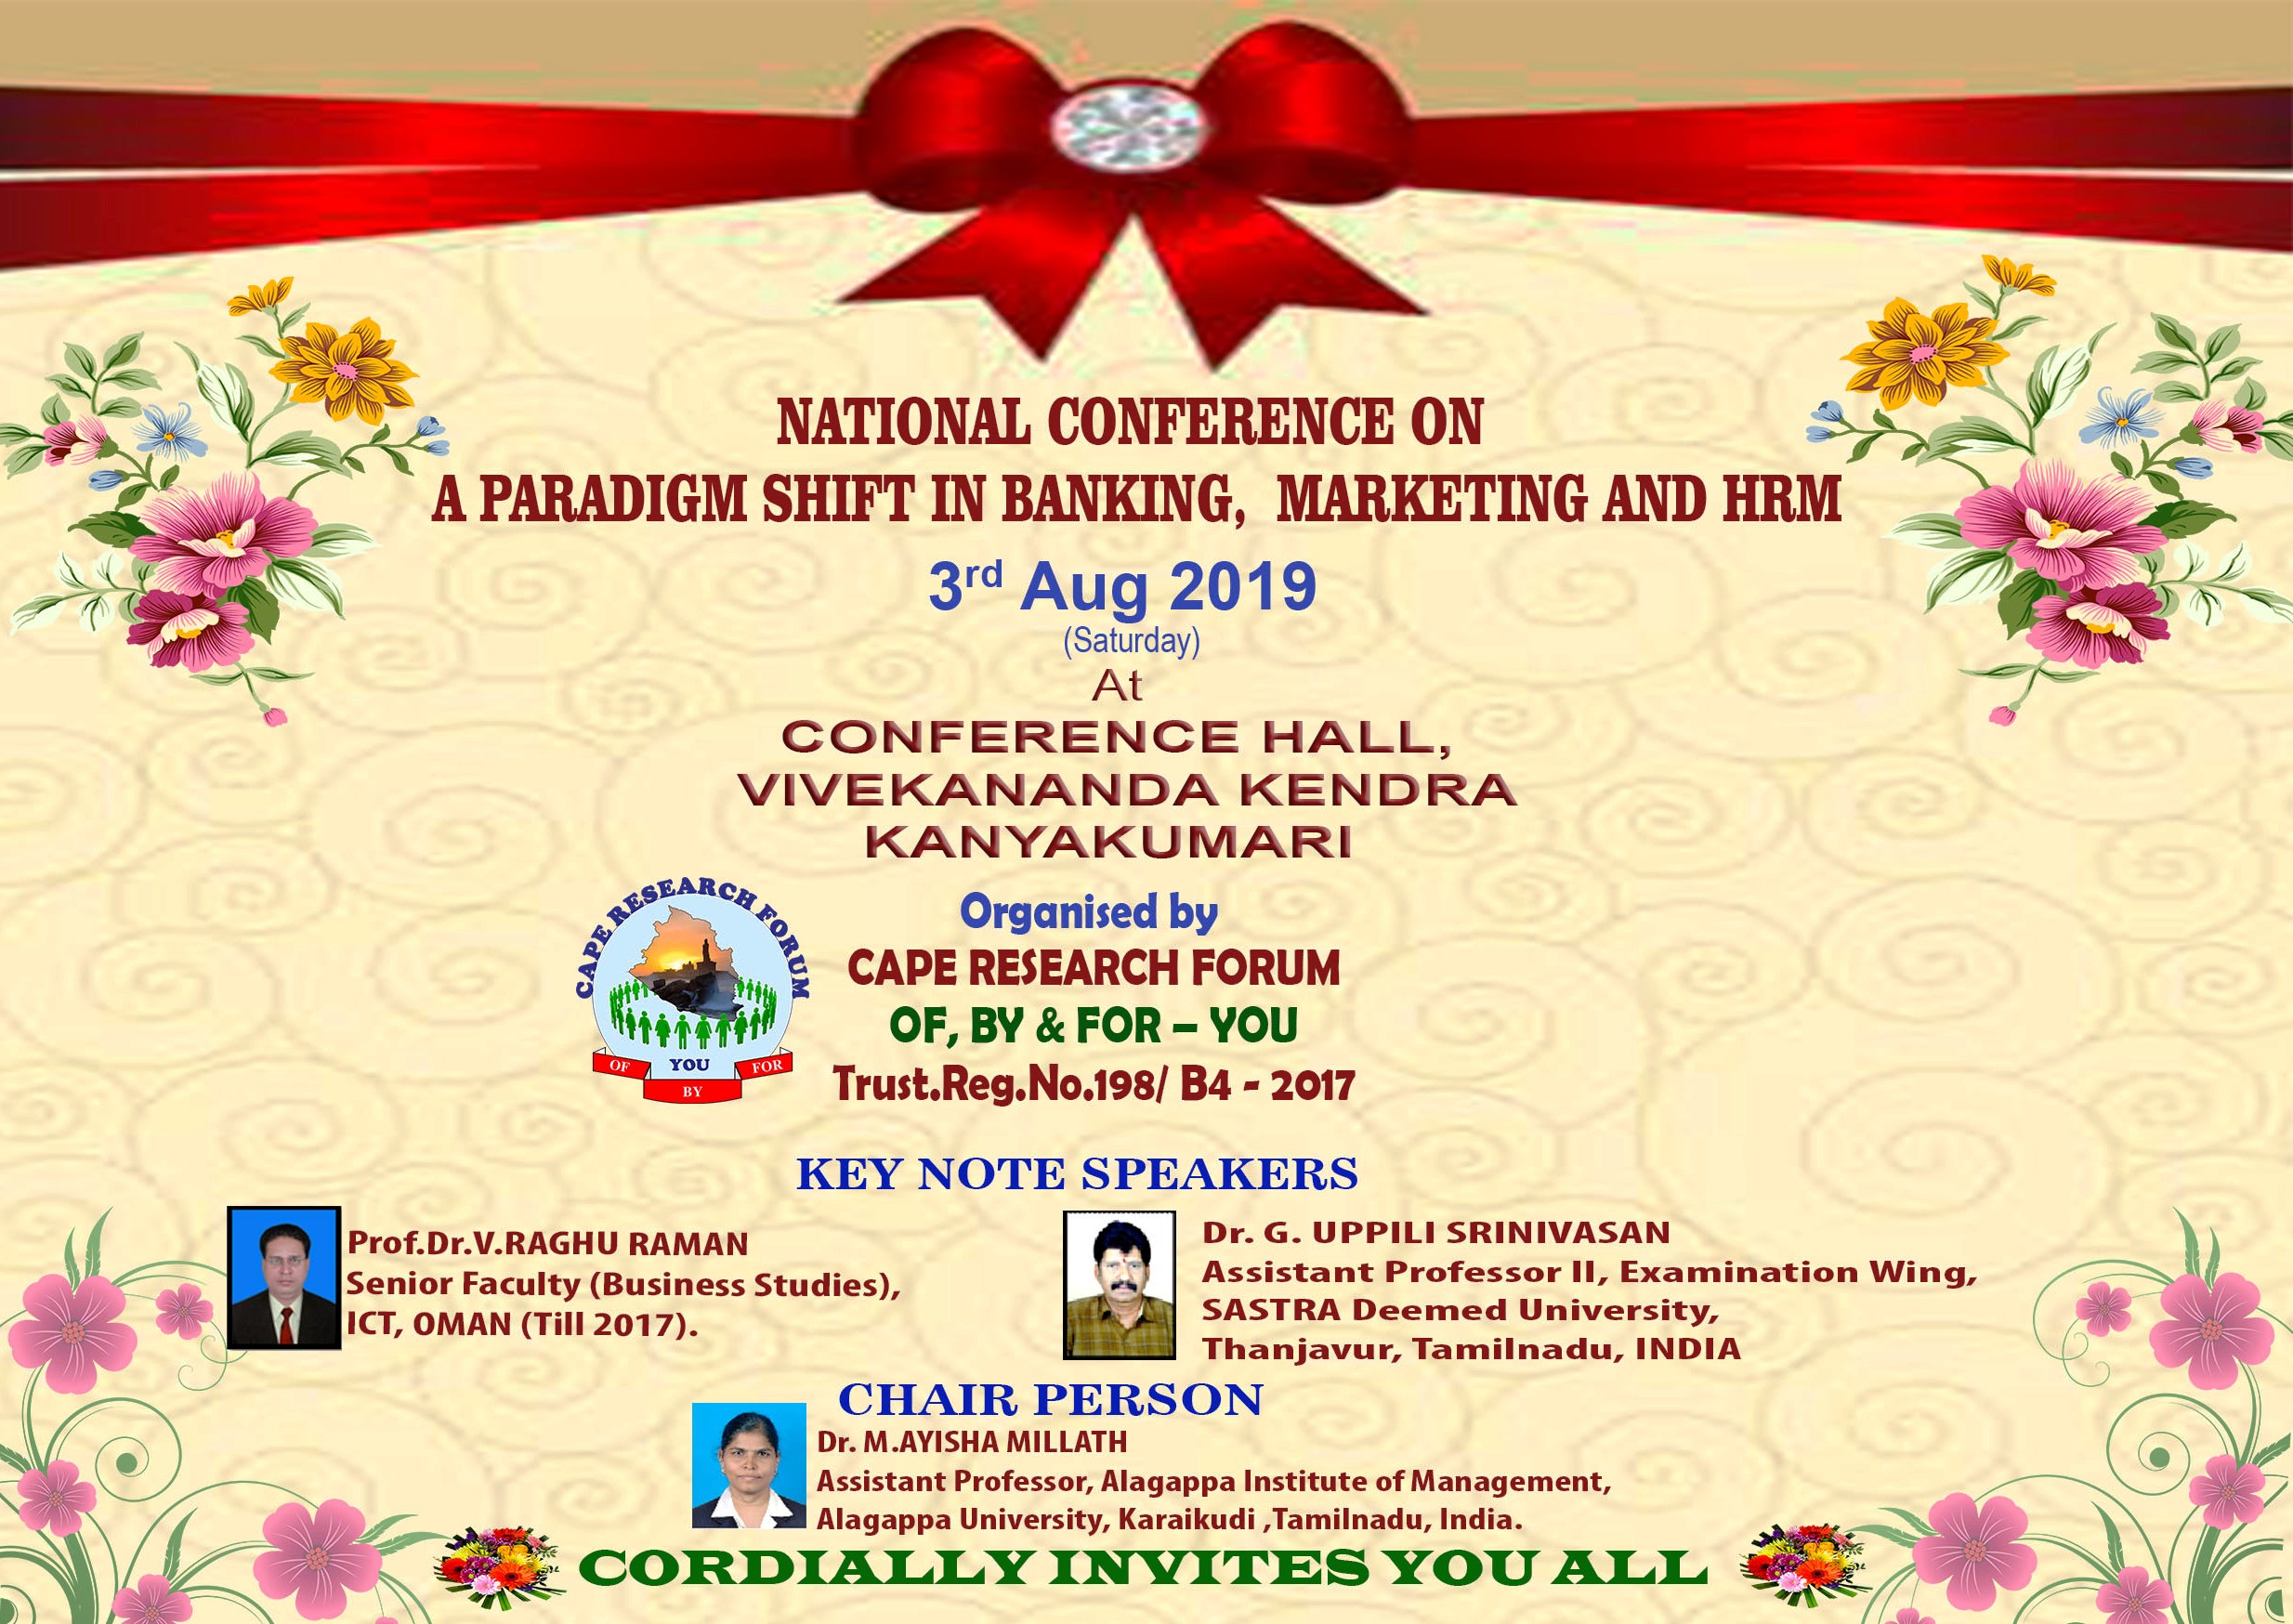 NATIONAL CONFERENCE ON
A PARADIGM SHIFT IN BANKING, MARKETING AND HRM
3rd Aug 2019
(Saturday)
At
CONFERENCE HALL,
VIVEKANANDA KENDRA
KANYAKUMARI
CAPE RESEARCH FORUM
OF YOU FOR
BY
Organised by
CAPE RESEARCH FORUM
OF, BY & FOR – YOU
Trust.Reg.No.198/ B4 - 2017
KEY NOTE SPEAKERS
Prof.Dr.V.RAGHU RAMAN
Senior Faculty (Business Studies),
ICT, OMAN (Till 2017).
Dr. G. UPPILI SRINIVASAN
Assistant Professor II, Examination Wing,
SASTRA Deemed University,
Thanjavur, Tamilnadu, INDIA
CHAIR PERSON
Dr. M.AYISHA MILLATH
Assistant Professor, Alagappa Institute of Management,
Alagappa University, Karaikudi ,Tamilnadu, India.
CORDIALLY INVITES YOU ALL